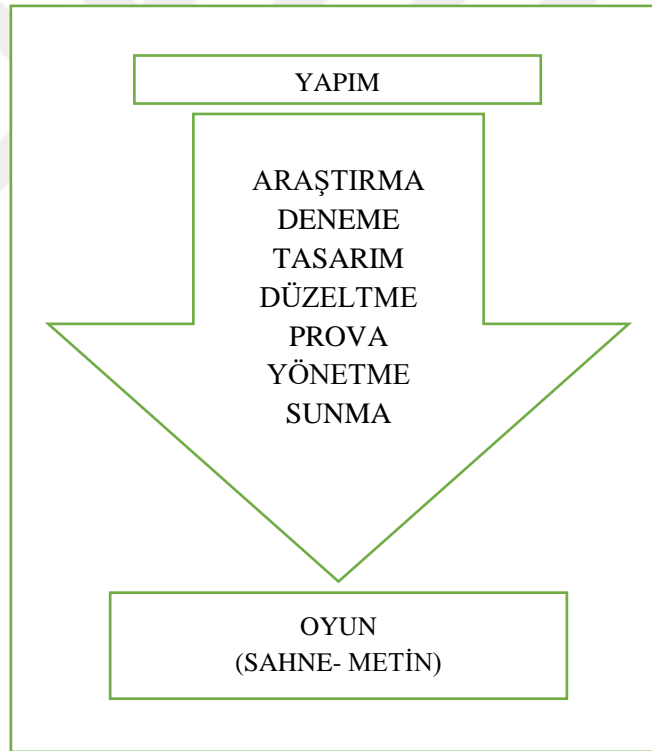 YAPIM
ARAŞTIRMA
DENEME
TASARIM
DÜZELTME
PROVA
YÖNETME
SUNMA
OYUN
(SAHNE- METİN)